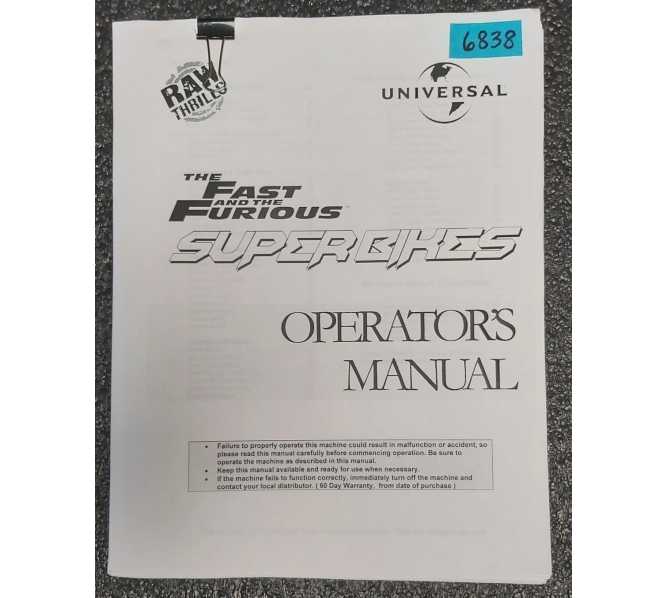 6838
RAW
THRILLS
UNIVERSAL
THE
FAST
AND THE
FURIOUS™
SUPERBIKES
OPERATOR'S
MANUAL
• Failure to properly operate this machine could result in malfunction or accident, so
please read this manual carefully before commencing operation. Be sure to
operate the machine as described in this manual.
• Keep this manual available and ready for use when necessary.
• If the machine fails to function correctly, immediately turn off the machine and
contact your local distributor. ( 60 Day Warranty, from date of purchase )